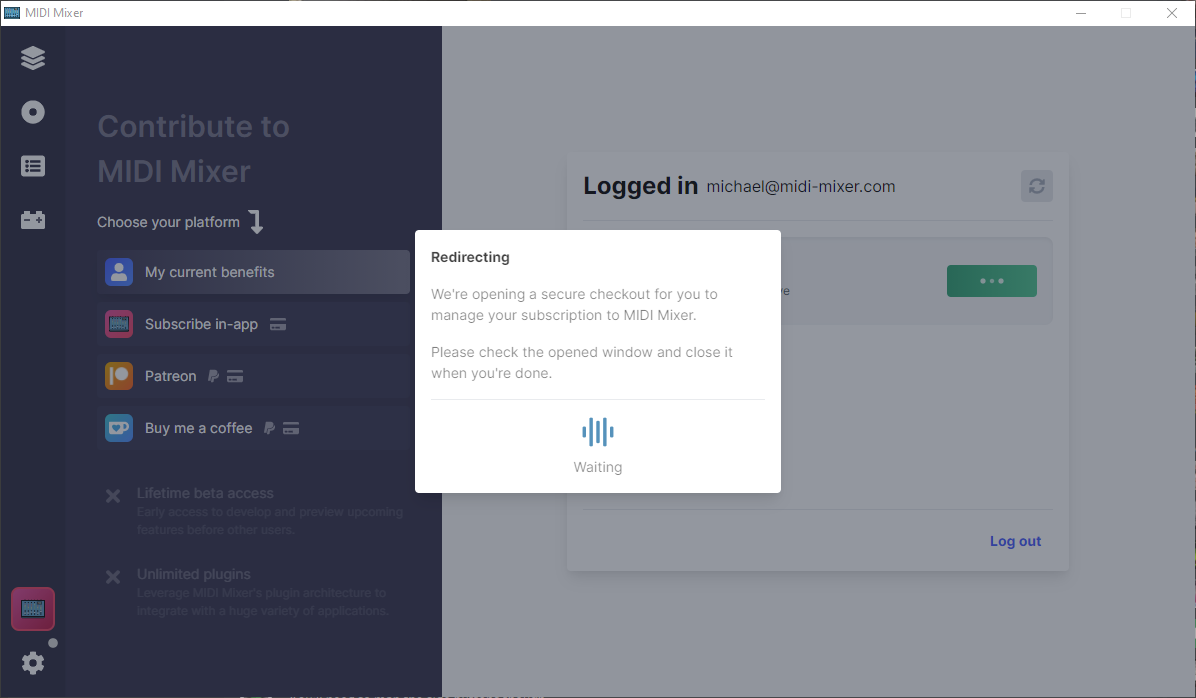 MIDI Mixer
Contribute to
MIDI Mixer
Choose your platform
My current benefits
Subscribe in-app
Patreon
Buy me a coffee
Lifetime beta access
Early access to develop and preview upcoming
features before other users.
Unlimited plugins
Leverage MIDI Mixer's plugin architecture to
integrate with a huge variety of applications.
Logged in michael@midi-mixer.com
Redirecting
We're opening a secure checkout for you to
manage your subscription to MIDI Mixer.
Please check the opened window and close it
when you're done.
Waiting
Log out